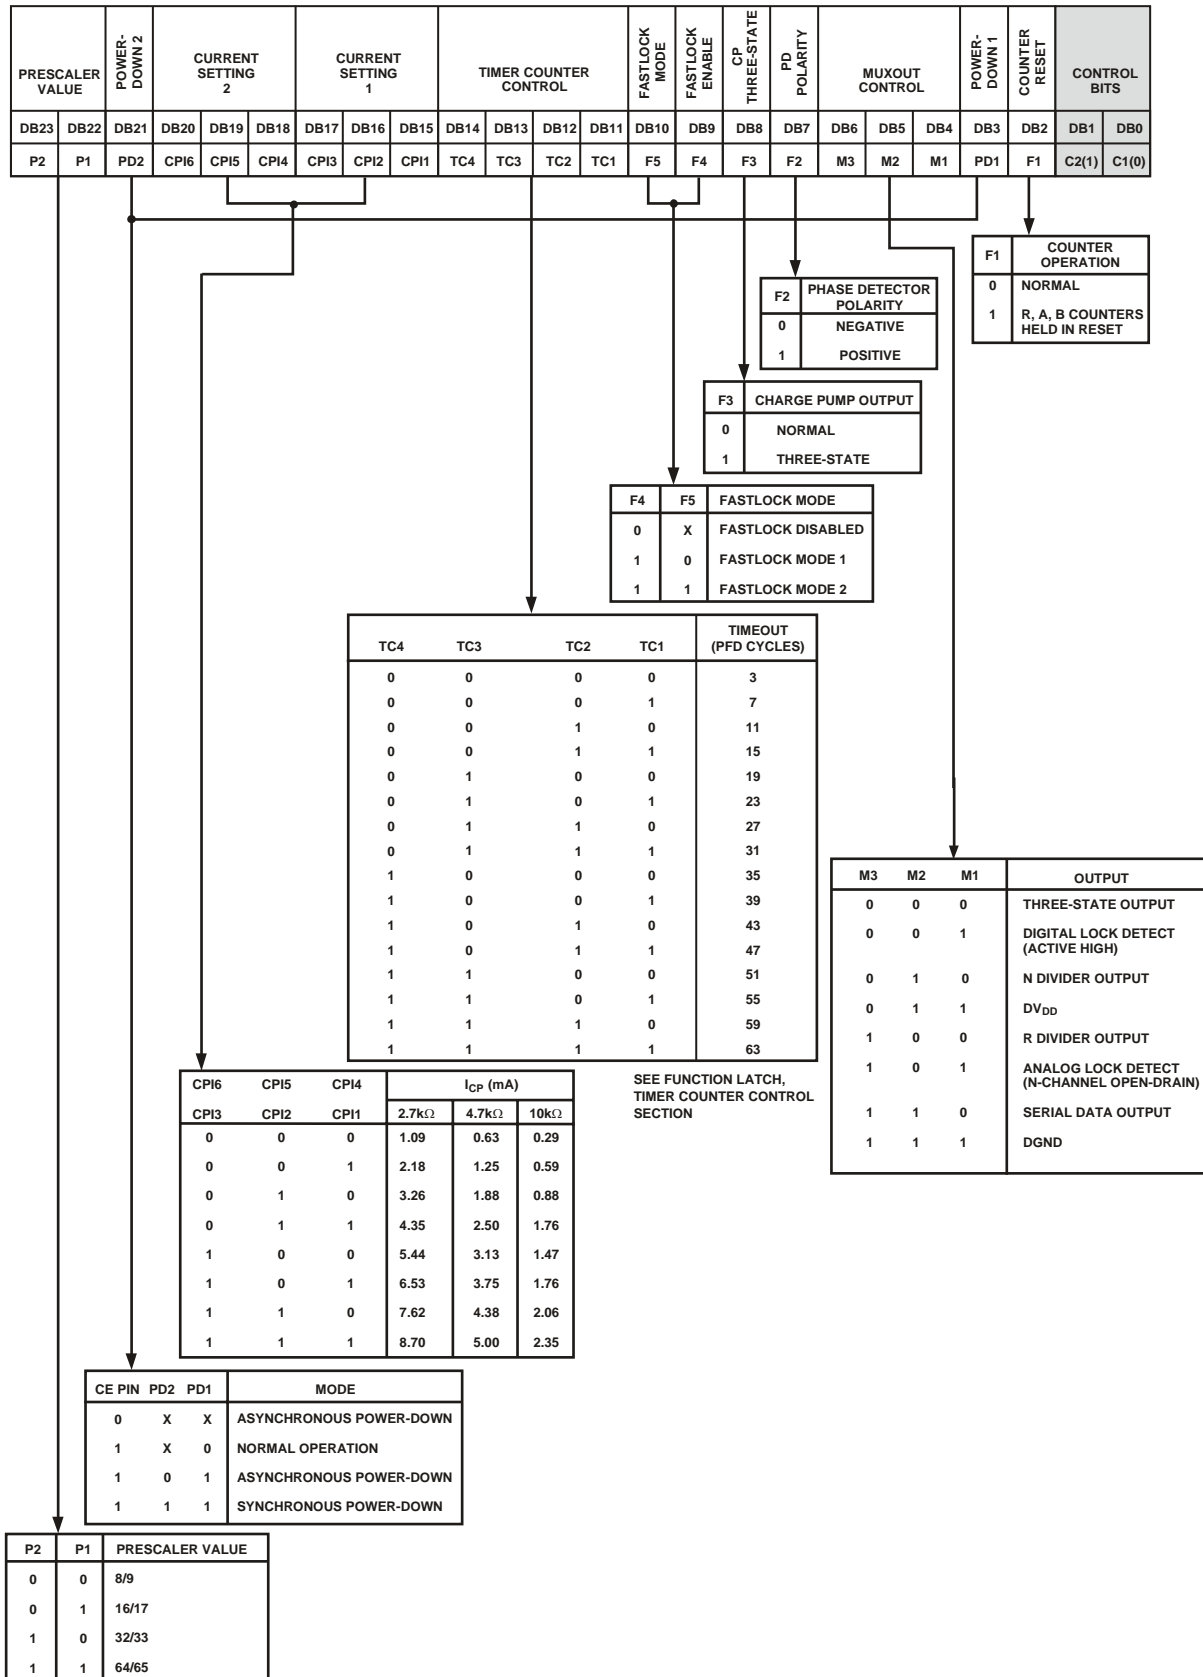 PRESCALER VALUE POWER-DOWN 2 CURRENT SETTING 2 CURRENT SETTING 1 TIMER COUNTER CONTROL FASTLOCK MODE FASTLOCK ENABLE CP THREE-STATE PD POLARITY MUXOUT CONTROL POWER-DOWN 1 COUNTER RESET CONTROL BITS
DB23 DB22 DB21 DB20 DB19 DB18 DB17 DB16 DB15 DB14 DB13 DB12 DB11 DB10 DB9 DB8 DB7 DB6 DB5 DB4 DB3 DB2 DB1 DB0
P2 P1 PD2 CPI6 CPI5 CPI4 CPI3 CPI2 CPI1 TC4 TC3 TC2 TC1 F5 F4 F3 F2 M3 M2 M1 PD1 F1 C2(1) C1(0)
F1 COUNTER OPERATION
0 NORMAL
1 R, A, B COUNTERS
HELD IN RESET
F2 PHASE DETECTOR POLARITY
0 NEGATIVE
1 POSITIVE
F3 CHARGE PUMP OUTPUT
0 NORMAL
1 THREE-STATE
F4 F5 FASTLOCK MODE
0 X FASTLOCK DISABLED
1 0 FASTLOCK MODE 1
1 1 FASTLOCK MODE 2
TC4 TC3 TC2 TC1 TIMEOUT (PFD CYCLES)
0 0 0 0 3
0 0 0 1 7
0 0 1 0 11
0 0 1 1 15
0 1 0 0 19
0 1 0 1 23
0 1 1 0 27
0 1 1 1 31
1 0 0 0 35
1 0 0 1 39
1 0 1 0 43
1 0 1 1 47
1 1 0 0 51
1 1 0 1 55
1 1 1 0 59
1 1 1 1 63
SEE FUNCTION LATCH,
TIMER COUNTER CONTROL
SECTION
M3 M2 M1 OUTPUT
0 0 0 THREE-STATE OUTPUT
0 0 1 DIGITAL LOCK DETECT
(ACTIVE HIGH)
0 1 0 N DIVIDER OUTPUT
0 1 1 DVDD
1 0 0 R DIVIDER OUTPUT
1 0 1 ANALOG LOCK DETECT
(N-CHANNEL OPEN-DRAIN)
1 1 0 SERIAL DATA OUTPUT
1 1 1 DGND
CPI6 CPI5 CPI4 ICP (mA)
CPI3 CPI2 CPI1 2.7kΩ 4.7kΩ 10kΩ
0 0 0 1.09 0.63 0.29
0 0 1 2.18 1.25 0.59
0 1 0 3.26 1.88 0.88
0 1 1 4.35 2.50 1.76
1 0 0 5.44 3.13 1.47
1 0 1 6.53 3.75 1.76
1 1 0 7.62 4.38 2.06
1 1 1 8.70 5.00 2.35
CE PIN PD2 PD1 MODE
0 X X ASYNCHRONOUS POWER-DOWN
1 X 0 NORMAL OPERATION
1 0 1 ASYNCHRONOUS POWER-DOWN
1 1 1 SYNCHRONOUS POWER-DOWN
P2 P1 PRESCALER VALUE
0 0 8/9
0 1 16/17
1 0 32/33
1 1 64/65